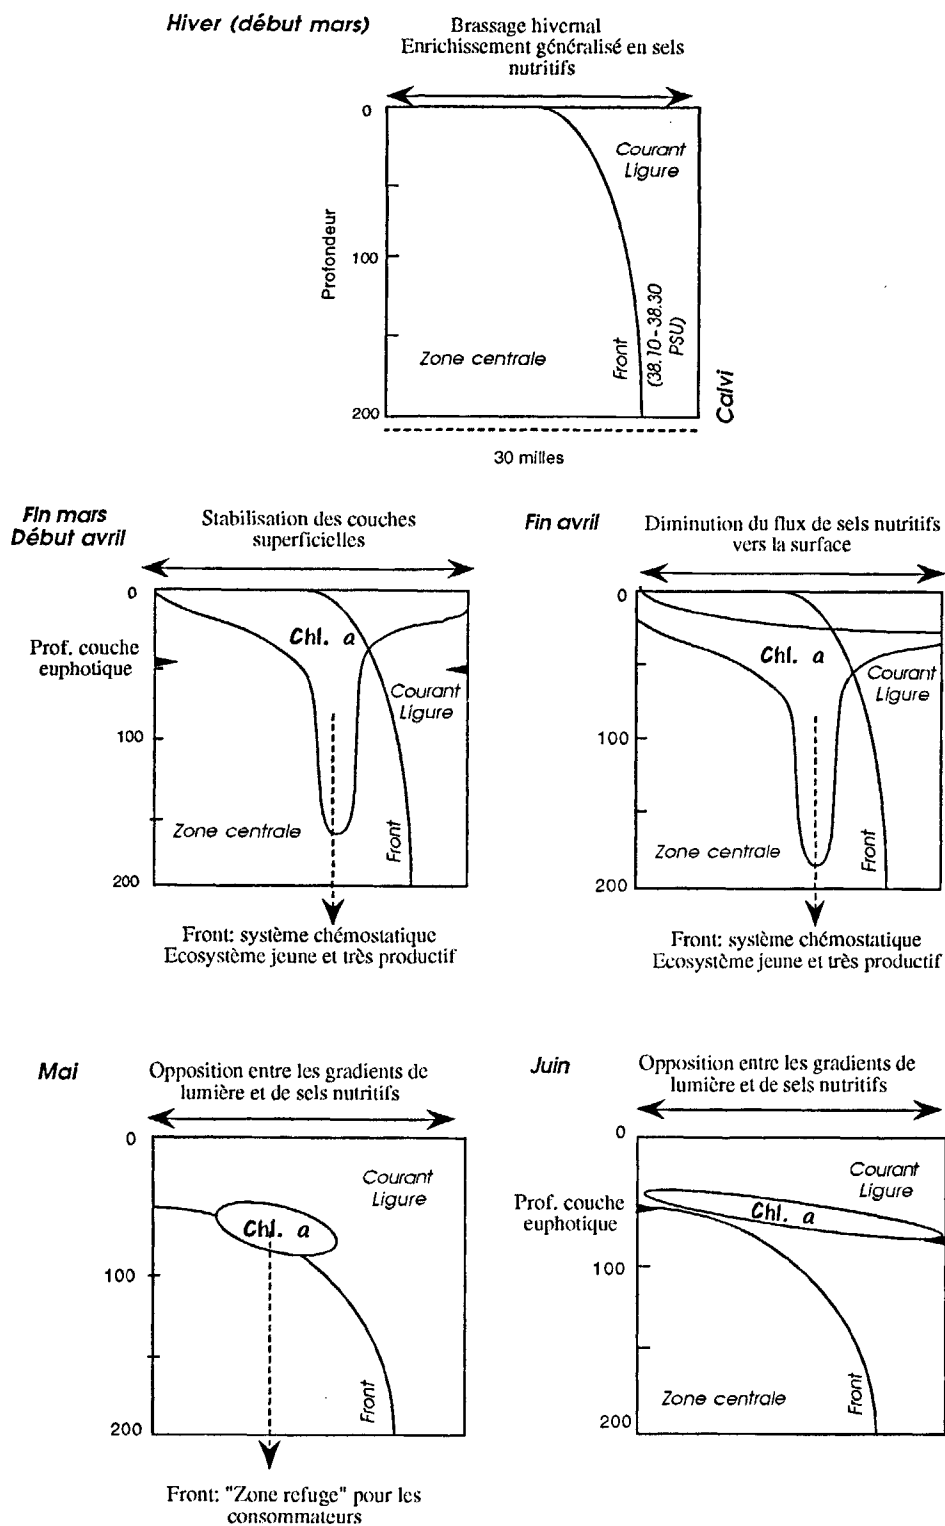 Hiver (début mars)
Brassage hivernal
Enrichissement généralisé en sels
nutritifs
0
Courant
Ligure
Profondeur
100
Zone centrale
Front
(38.10-38.30
PSU)
Calvi
200
30 milles
Fin mars
Début avril
Stabilisation des couches
superficielles
0
Chl. a
Prof. couche
euphotique
Courant
Ligure
100
Zone centrale
Front
200
Front: système chémostatique
Ecosystème jeune et très productif
Fin avril
Diminution du flux de sels nutritifs
vers la surface
0
Chl. a
Courant
Ligure
100
Zone centrale
Front
200
Front: système chémostatique
Ecosystème jeune et très productif
Mai
Opposition entre les gradients de
lumière et de sels nutritifs
0
Courant
Ligure
Chl. a
100
Front
200
Front: "Zone refuge" pour les
consommateurs
Juin
Opposition entre les gradients de
lumière et de sels nutritifs
0
Courant
Ligure
Prof. couche
euphotique
Chl. a
100
Zone centrale
Front
200